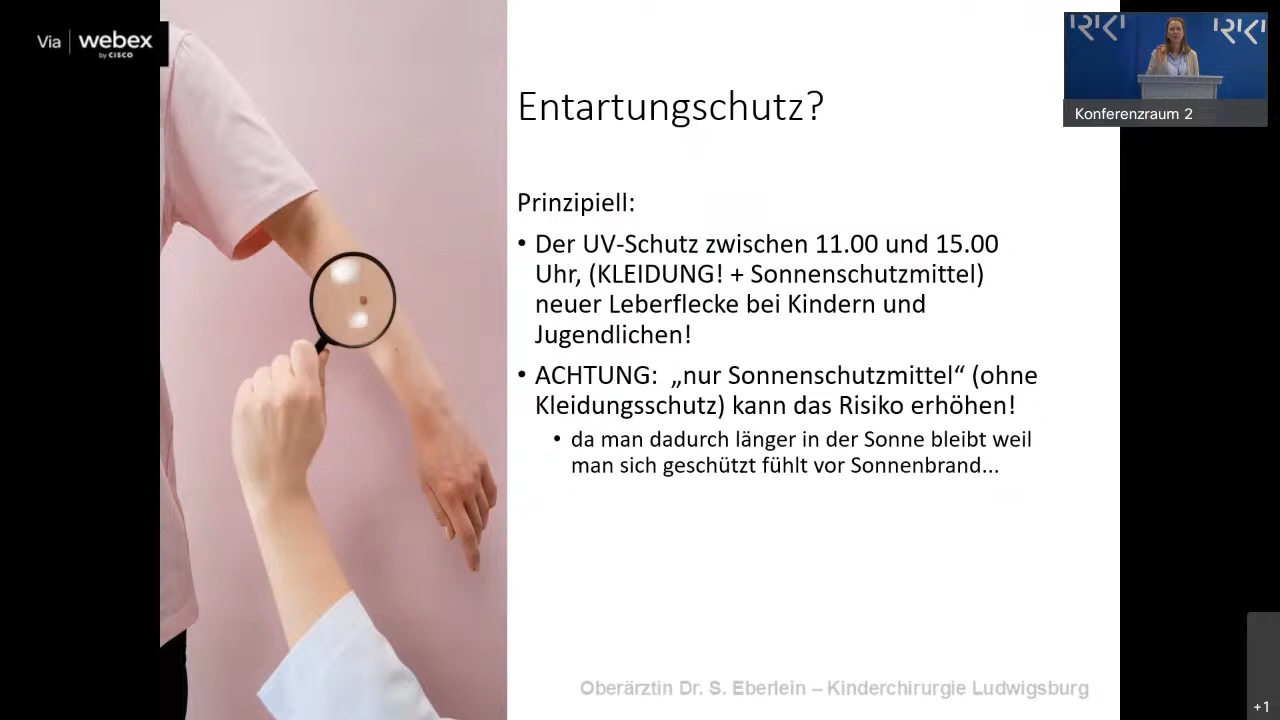 Via webex
by CISCO
Entartungschutz?
Prinzipiell:
• Der UV-Schutz zwischen 11.00 und 15.00
Uhr, (KLEIDUNG! + Sonnenschutzmittel)
neuer Leberflecke bei Kindern und
Jugendlichen!
• ACHTUNG: „nur Sonnenschutzmittel“ (ohne
Kleidungsschutz) kann das Risiko erhöhen!
• da man dadurch länger in der Sonne bleibt weil
man sich geschützt fühlt vor Sonnenbrand...
Oberärztin Dr. S. Eberlein – Kinderchirurgie Ludwigsburg
Konferenzraum 2
+1